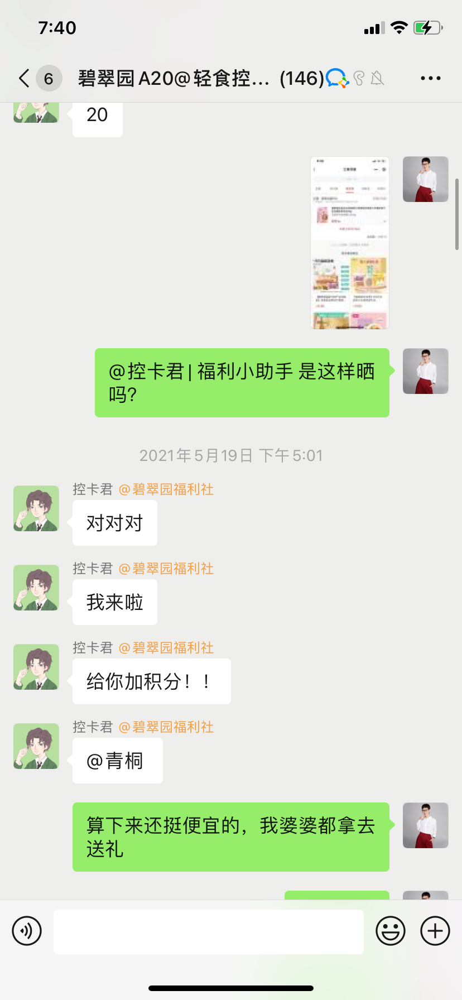 7:40
6
碧翠园A20@轻食控... (146)
20
@控卡君|福利小助手 是这样晒
吗?
2021年5月19日 下午5:01
控卡君 @碧翠园福利社
对对对
控卡君 @碧翠园福利社
我来啦
控卡君 @碧翠园福利社
给你加积分！！
控卡君 @碧翠园福利社
@青桐
算下来还挺便宜的，我婆婆都拿去
送礼